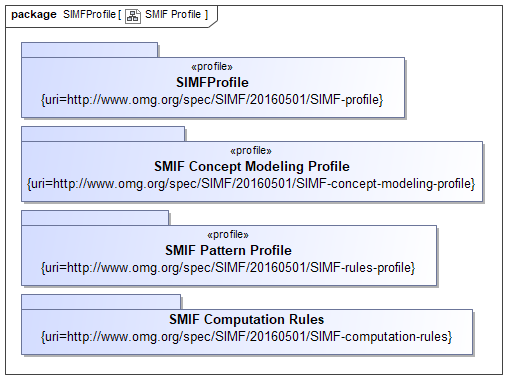 package SIMFProfile [ SMIF Profile ]
«profile»
SIMFProfile
{uri=http://www.omg.org/spec/SIMF/20160501/SIMF-profile}
«profile»
SMIF Concept Modeling Profile
{uri=http://www.omg.org/spec/SIMF/20160501/SIMF-concept-modeling-profile}
«profile»
SMIF Pattern Profile
{uri=http://www.omg.org/spec/SIMF/20160501/SIMF-rules-profile}
SMIF Computation Rules
{uri=http://www.omg.org/spec/SIMF/20160501/SIMF-computation-rules}